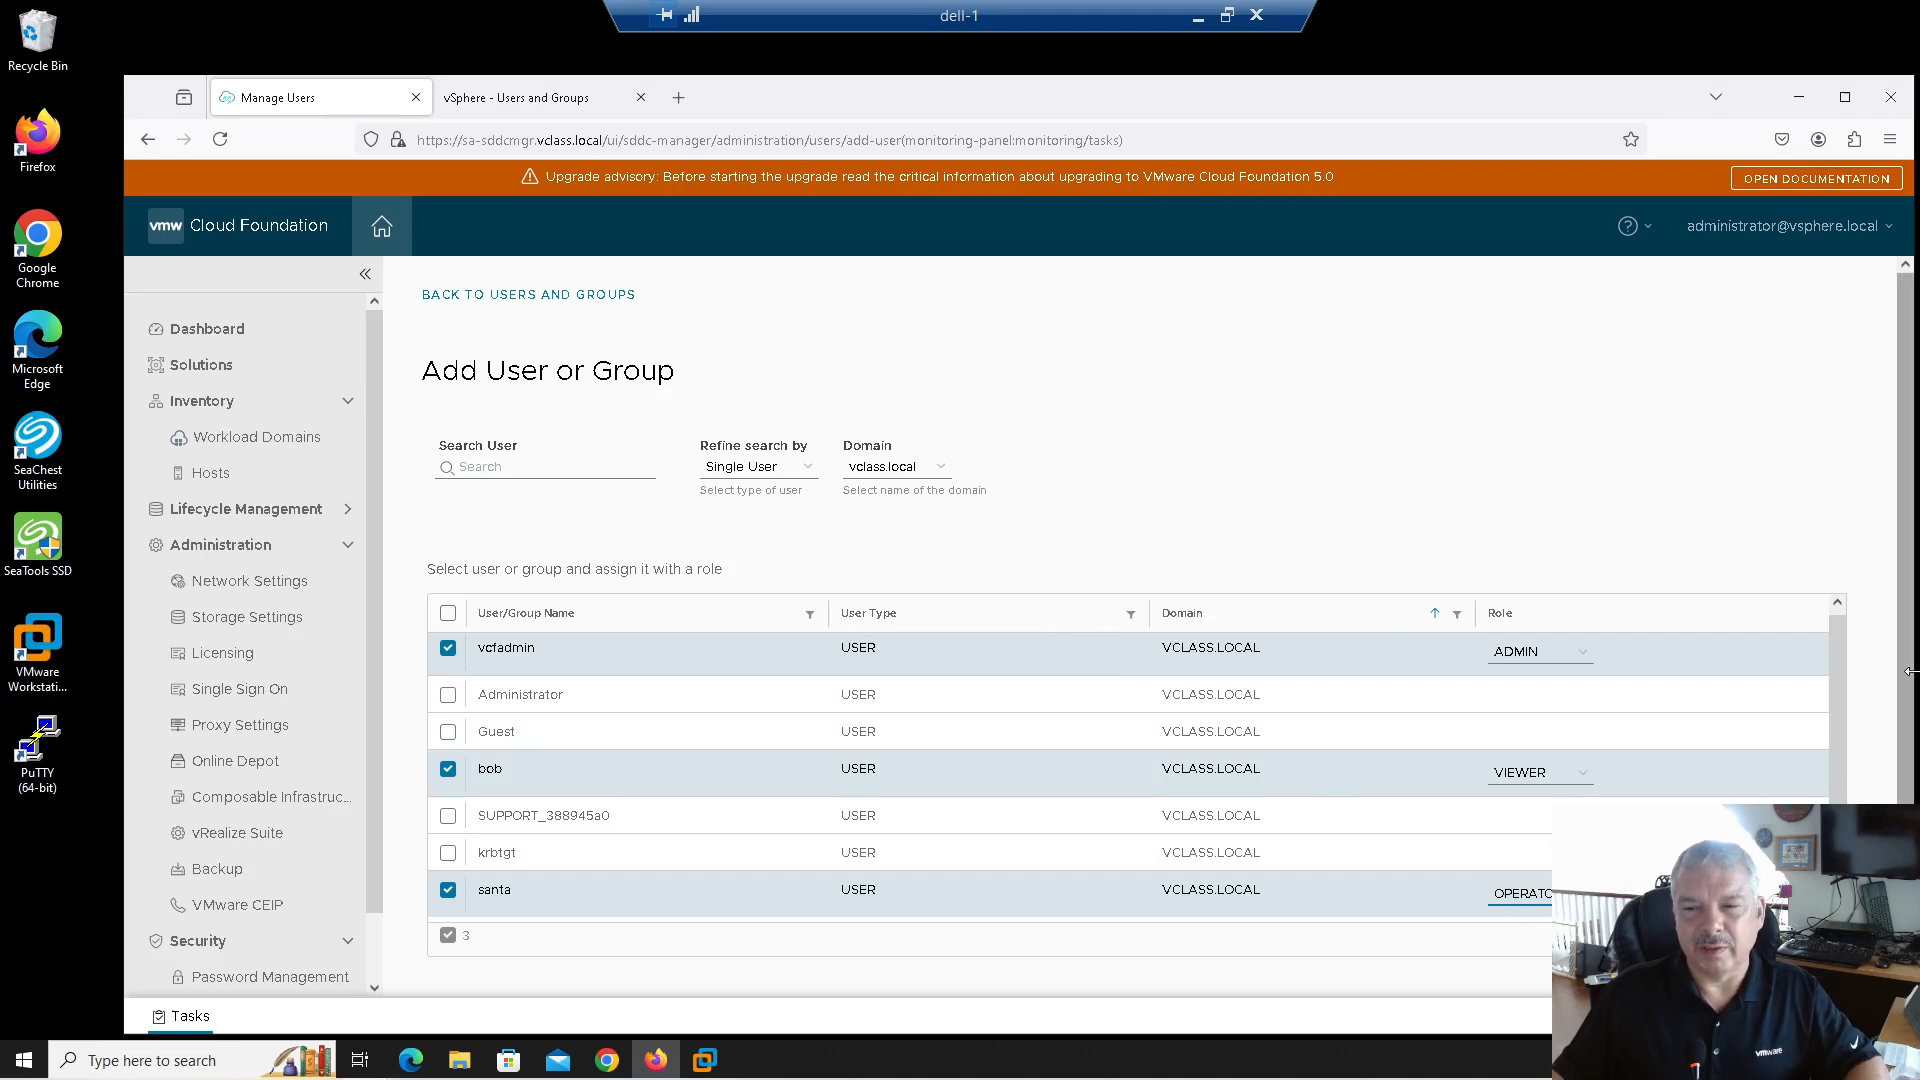 dell-1
Recycle Bin
Firefox
Google
Chrome
Microsoft
Edge
SeaChest
Utilities
SeaTools SSD
VMware
Workstati...
PuTTY
(64-bit)
Manage Users
vSphere - Users and Groups
https://sa-sddcmgr.vclass.local/ui/sddc-manager/administration/users/add-user(monitoring-panel:monitoring/tasks)
Upgrade advisory: Before starting the upgrade read the critical information about upgrading to VMware Cloud Foundation 5.0
OPEN DOCUMENTATION
vmw Cloud Foundation
administrator@vsphere.local
Dashboard
Solutions
Inventory
Workload Domains
Hosts
Lifecycle Management
Administration
Network Settings
Storage Settings
Licensing
Single Sign On
Proxy Settings
Online Depot
Composable Infrastruc...
vRealize Suite
Backup
VMware CEIP
Security
Password Management
BACK TO USERS AND GROUPS
Add User or Group
Search User
Search
Refine search by
Single User
Select type of user
Domain
vclass.local
Select name of the domain
Select user or group and assign it with a role
User/Group Name User Type Domain Role
vcfadmin USER VCLASS.LOCAL ADMIN
Administrator USER VCLASS.LOCAL
Guest USER VCLASS.LOCAL
bob USER VCLASS.LOCAL VIEWER
SUPPORT_388945a0 USER VCLASS.LOCAL
krbtgt USER VCLASS.LOCAL
santa USER VCLASS.LOCAL OPERATO
3
Tasks
Type here to search
vmware